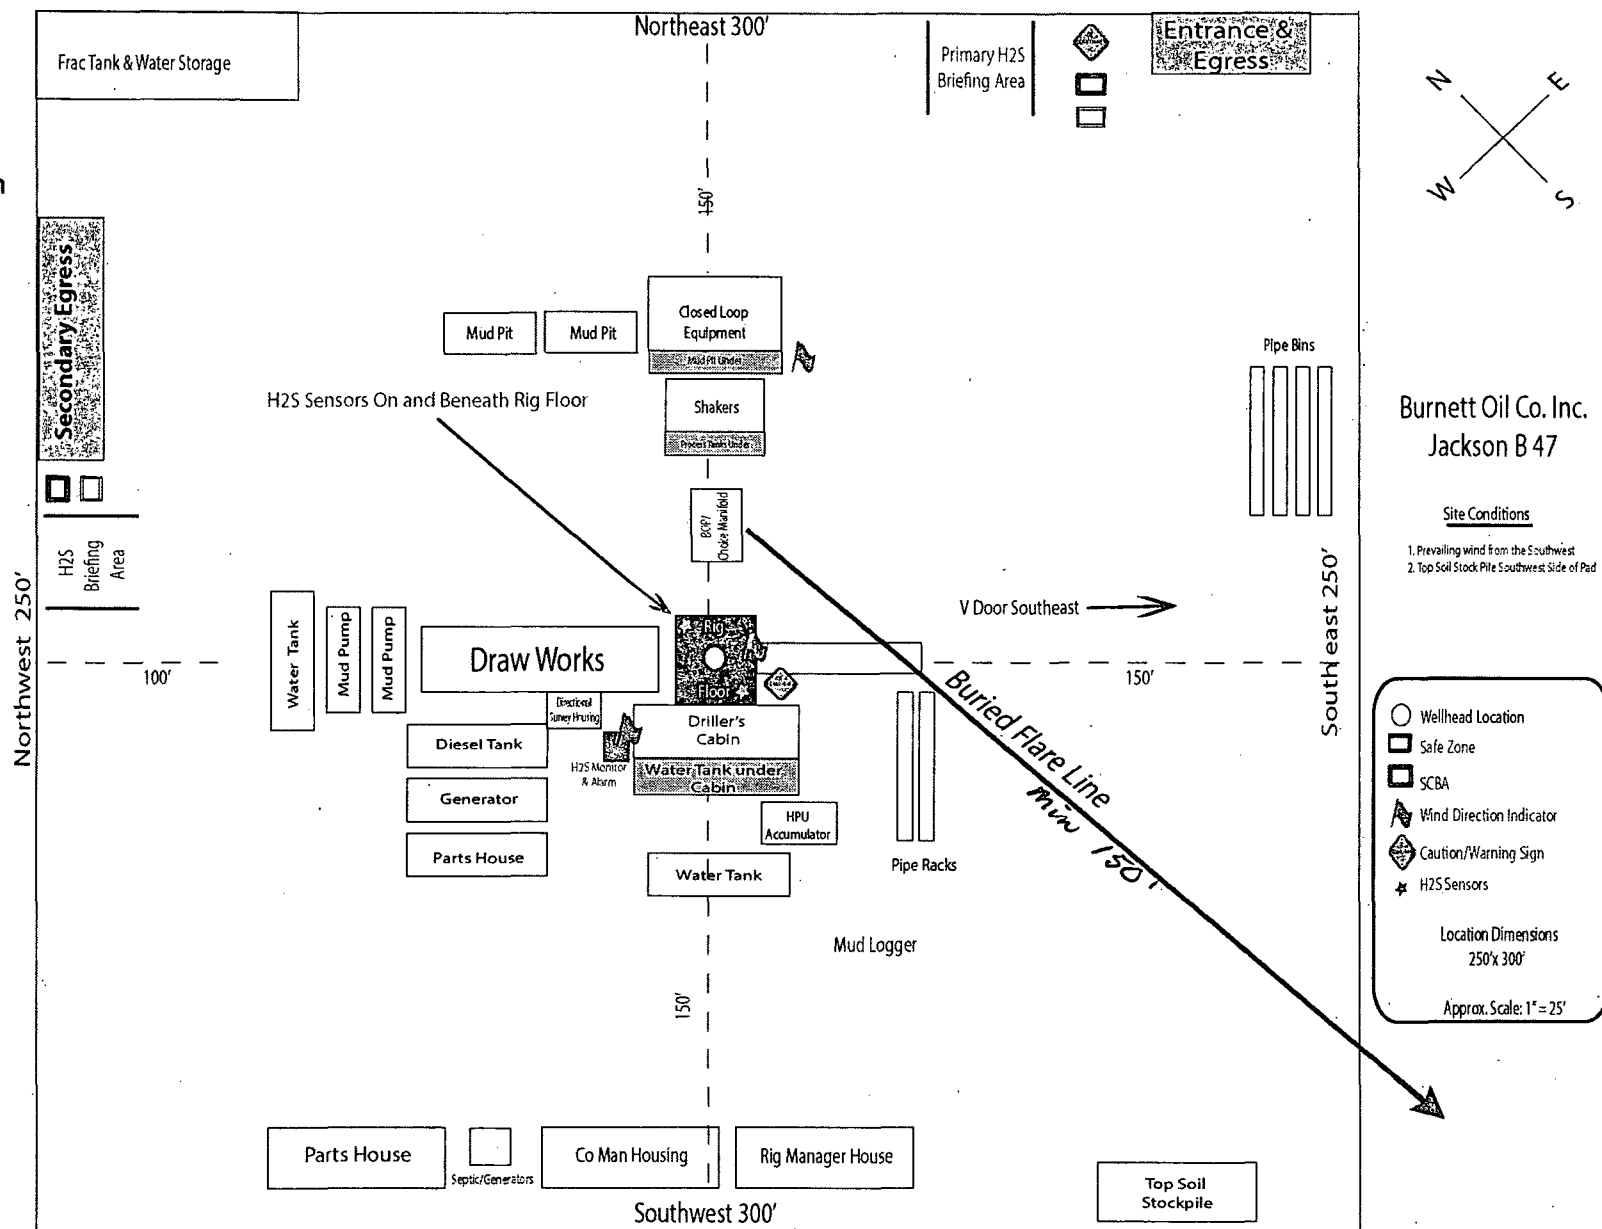 Northeast 300'
Frac Tank & Water Storage
Primary H2S
Briefing Area
Entrance &
Egress
N
E
W
S
150'
Secondary Egress
Closed Loop
Equipment
Mud Pit Under
Mud Pit
Mud Pit
Pipe Bins
H2S Sensors On and Beneath Rig Floor
Shakers
Process Tanks Under
Burnett Oil Co. Inc.
Jackson B 47
BOP/
Choke Manifold
Site Conditions
1. Prevailing wind from the Southwest
2. Top Soil Stock Pile Southwest Side of Pad
H2S
Briefing
Area
Northwest 250'
100'
Water Tank
Mud Pump
Mud Pump
Draw Works
Rig
Floor
V Door Southeast
150'
Southeast 250'
Directional
Survey Housing
Driller's
Cabin
Water Tank under
Cabin
H2S Monitor
& Alarm
Diesel Tank
Generator
Parts House
HPU
Accumulator
Water Tank
Pipe Racks
Buried Flare Line
min 150'
Mud Logger
Wellhead Location
Safe Zone
SCBA
Wind Direction Indicator
Caution/Warning Sign
H2S Sensors
Location Dimensions
250'x 300'
Approx. Scale: 1" = 25'
150'
Parts House
Septic/Generators
Co Man Housing
Rig Manager House
Top Soil
Stockpile
Southwest 300'